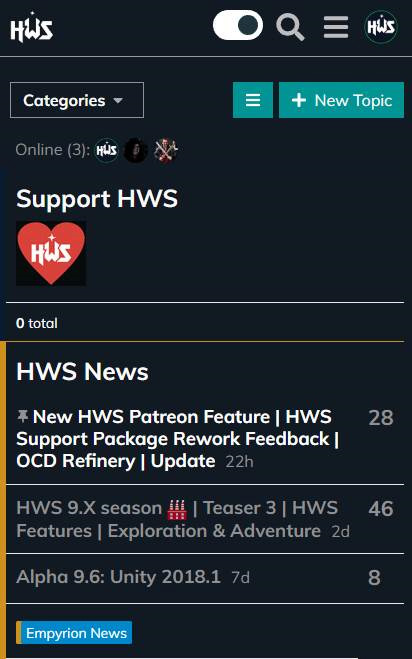 HWS
HWS
Categories
New Topic
Online (3): HWS
Support HWS
HWS
0 total
HWS News
New HWS Patreon Feature | HWS 28
Support Package Rework Feedback |
OCD Refinery | Update 22h
HWS 9.X season | Teaser 3 | HWS 46
Features | Exploration & Adventure 2d
Alpha 9.6: Unity 2018.1 7d 8
Empyrion News